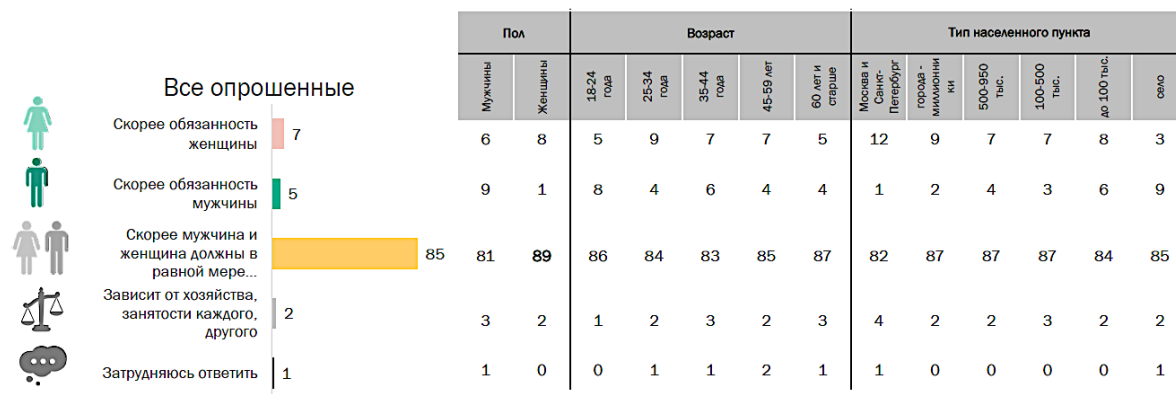 Пол Возраст Тип населенного пункта
Все опрошенные
Мужчины Женщины 18-24 года 25-34 года 35-44 года 45-59 лет 60 лет и старше Москва и Санкт-Петербург города - миллионни ки 500-950 тыс. 100-500 тыс. до 100 тыс. село
Скорее обязанность
женщины
7 6 8 5 9 7 7 5 12 9 7 7 8 3
Скорее обязанность
мужчины
5 9 1 8 4 6 4 4 1 2 4 3 6 9
Скорее мужчина и
женщина должны в
равной мере...
85 81 89 86 84 83 85 87 82 87 87 87 84 85
Зависит от хозяйства,
занятости каждого,
другого
2 3 2 1 2 3 2 3 4 2 2 3 2 2
Затрудняюсь ответить 1 1 0 0 1 1 2 1 1 0 0 0 0 1